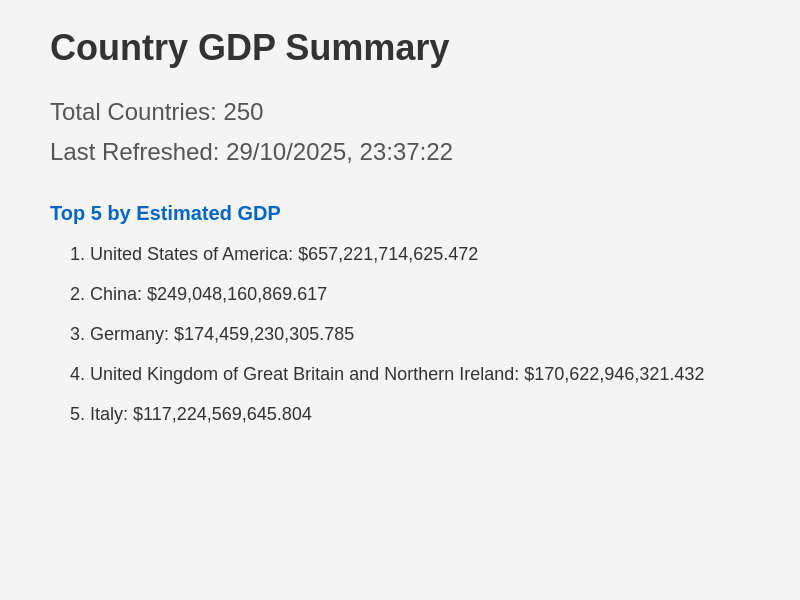 Country GDP Summary
Total Countries: 250
Last Refreshed: 29/10/2025, 23:37:22
Top 5 by Estimated GDP
1. United States of America: $657,221,714,625.472
2. China: $249,048,160,869.617
3. Germany: $174,459,230,305.785
4. United Kingdom of Great Britain and Northern Ireland: $170,622,946,321.432
5. Italy: $117,224,569,645.804